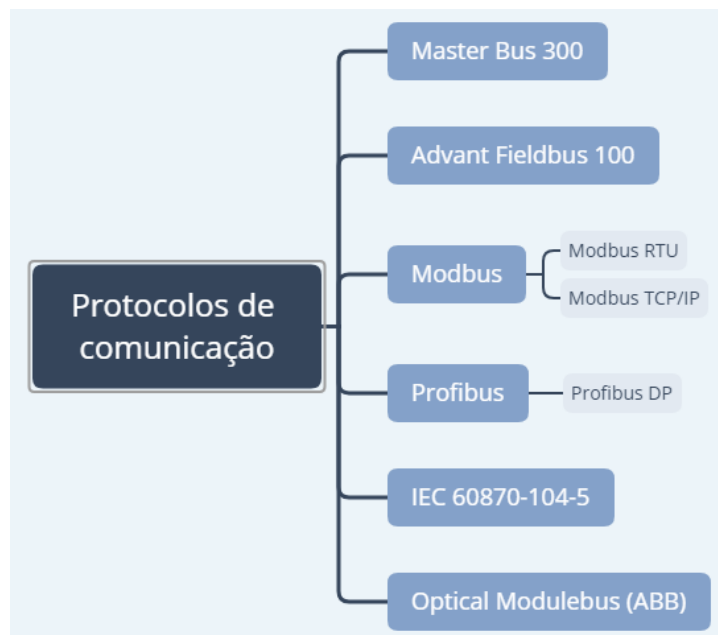 Protocolos de
comunicação
Master Bus 300
Advant Fieldbus 100
Modbus
Modbus RTU
Modbus TCP/IP
Profibus
Profibus DP
IEC 60870-104-5
Optical Modulebus (ABB)